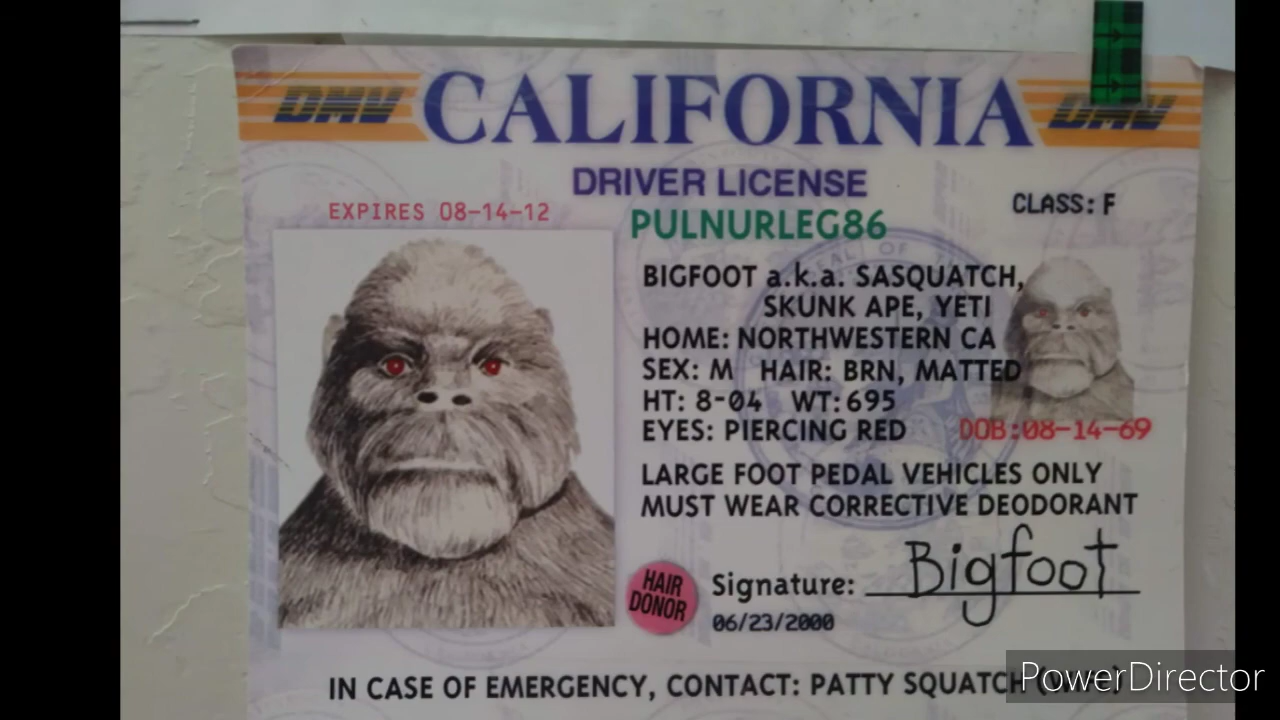 DMV CALIFORNIA DMV
DRIVER LICENSE
EXPIRES 08-14-12
PULNURLEG86
CLASS: F
BIGFOOT a.k.a. SASQUATCH,
SKUNK APE, YETI
HOME: NORTHWESTERN CA
SEX: M HAIR: BRN, MATTED
HT: 8-04 WT: 695
EYES: PIERCING RED
DOB:08-14-69
LARGE FOOT PEDAL VEHICLES ONLY
MUST WEAR CORRECTIVE DEODORANT
HAIR
DONOR
Signature: Bigfoot
06/23/2000
IN CASE OF EMERGENCY, CONTACT: PATTY SQUATCH
PowerDirector